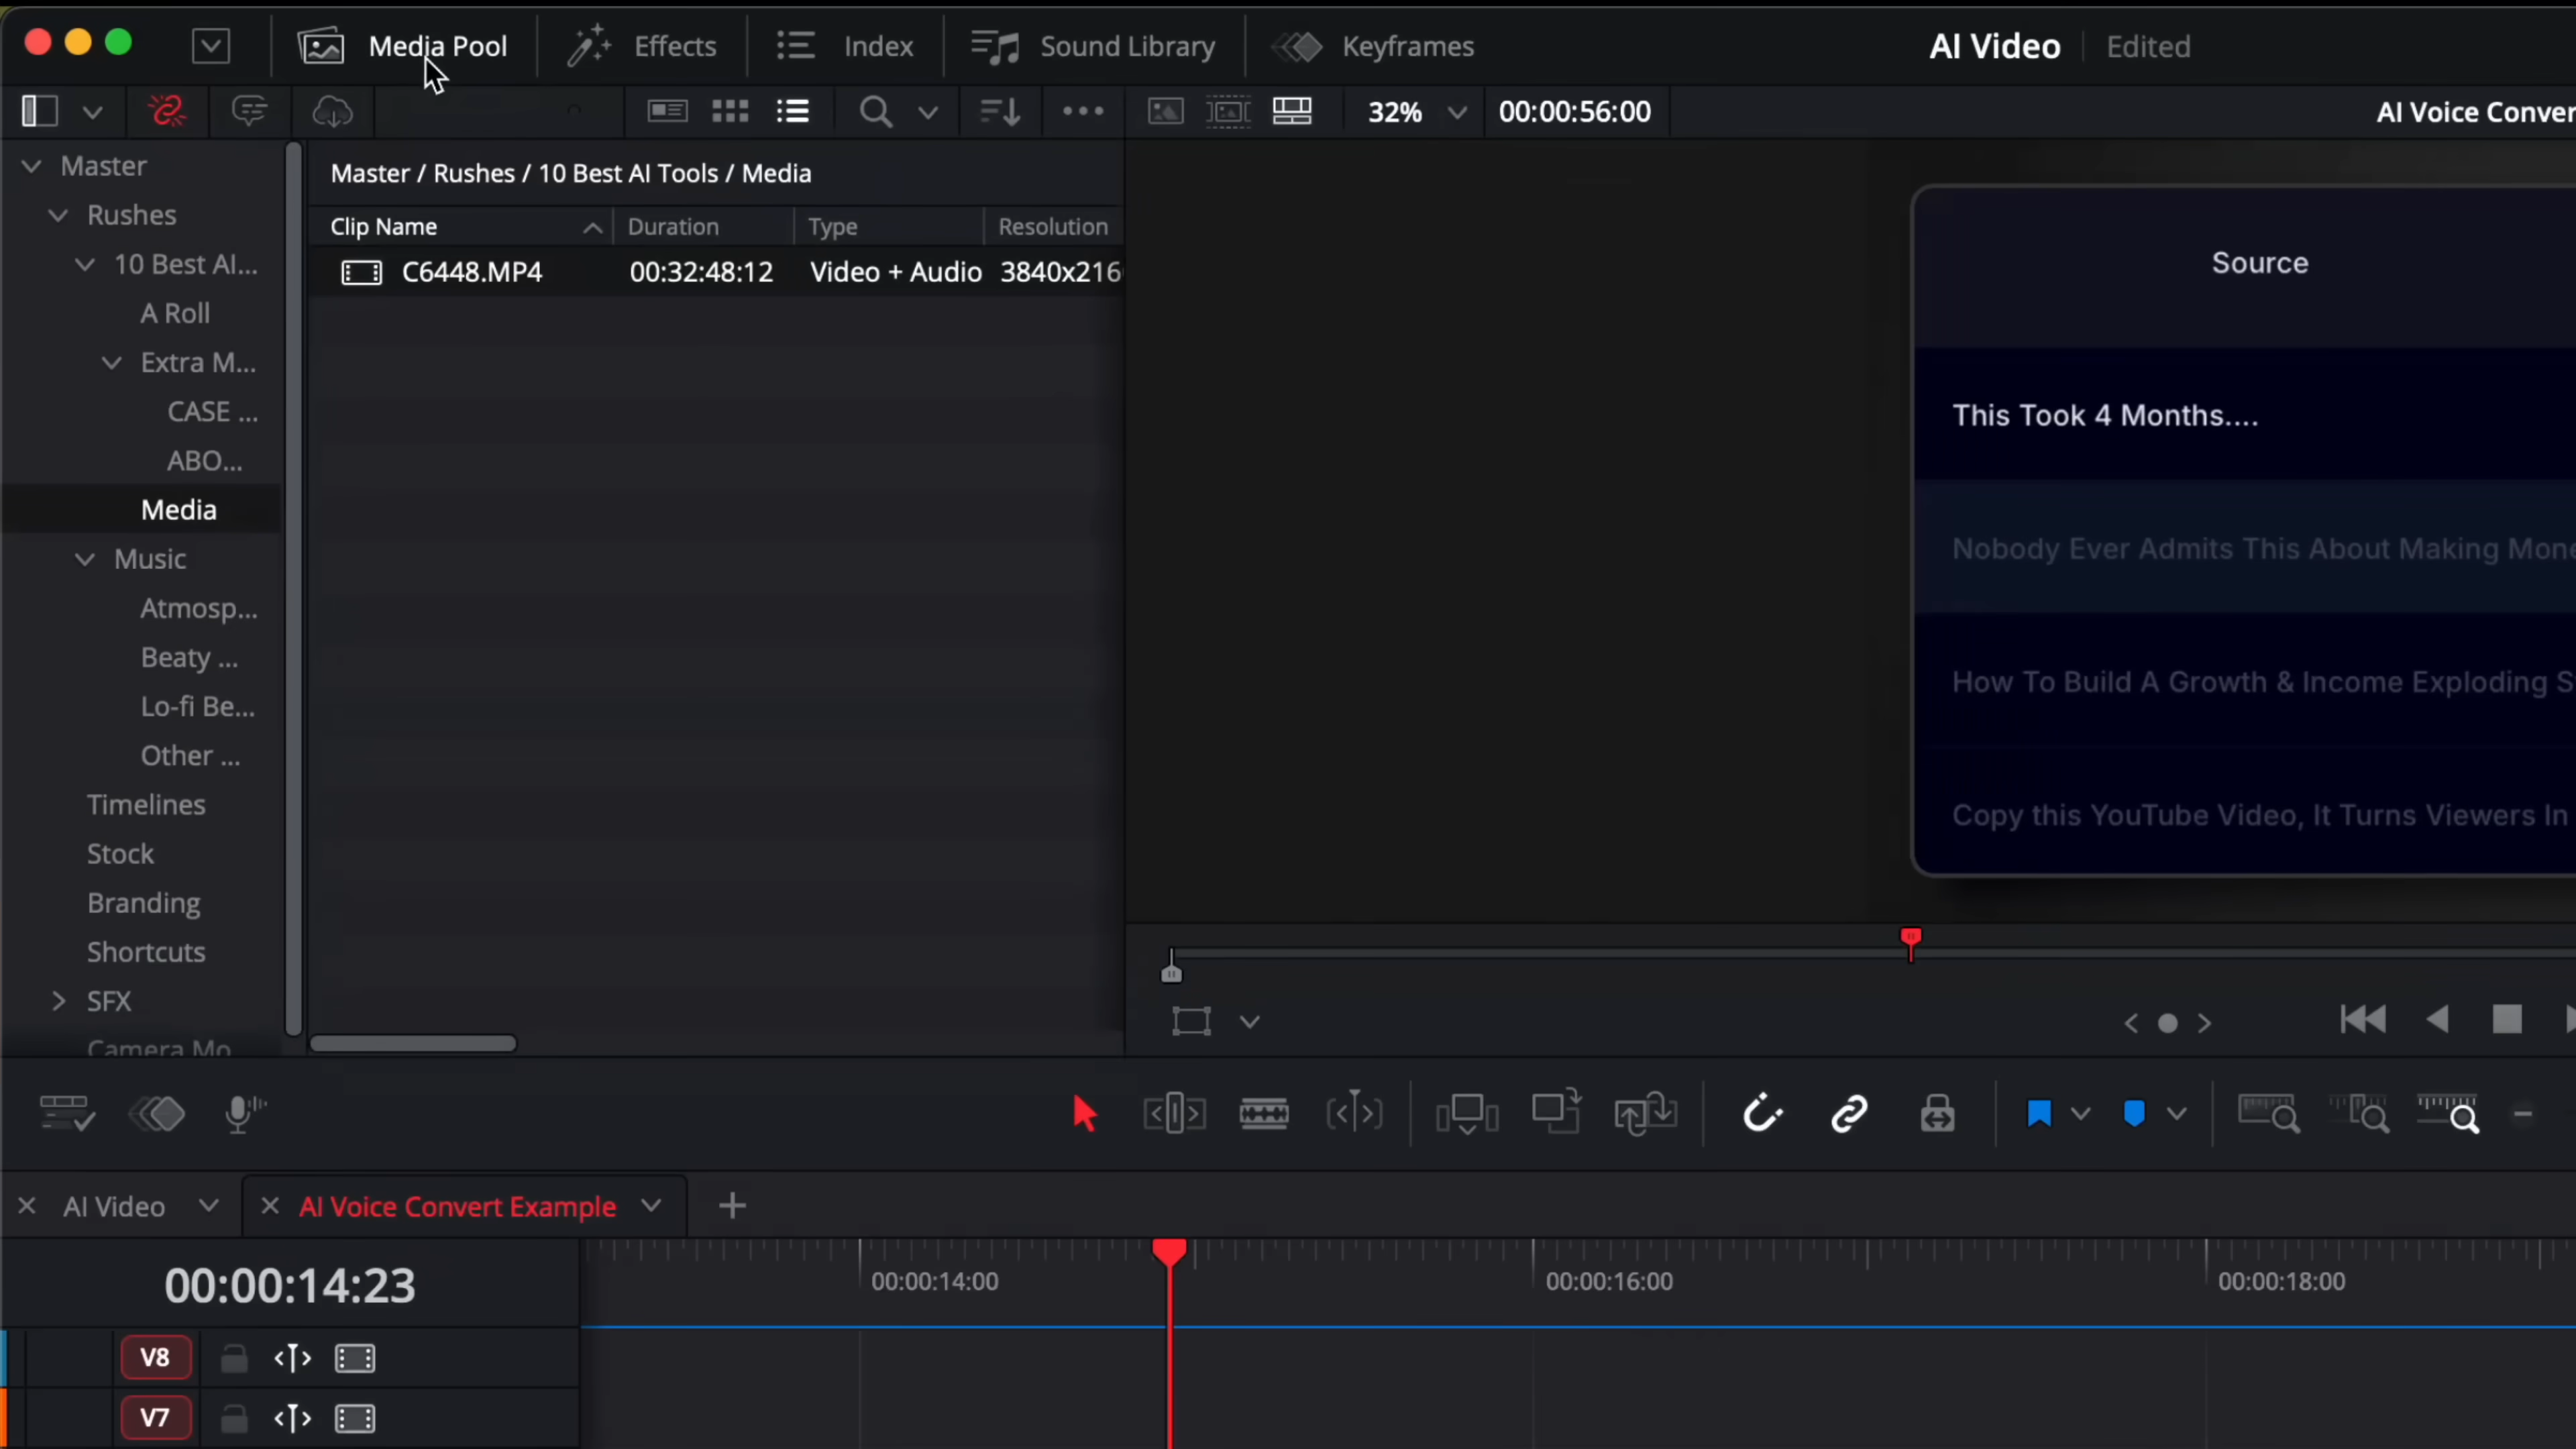 Media Pool
Effects
Index
Sound Library
Keyframes
AI Video
Edited
32%
00:00:56:00
AI Voice Conver
Master
Rushes
10 Best AI...
A Roll
Extra M...
CASE ...
ABO...
Media
Music
Atmosp...
Beaty ...
Lo-fi Be...
Other ...
Timelines
Stock
Branding
Shortcuts
SFX
Camera Mo
Master / Rushes / 10 Best AI Tools / Media
Clip Name
Duration
Type
Resolution
C6448.MP4
00:32:48:12
Video + Audio
3840x216
Source
This Took 4 Months....
Nobody Ever Admits This About Making Mone
How To Build A Growth & Income Exploding S
Copy this YouTube Video, It Turns Viewers In
AI Video
AI Voice Convert Example
00:00:14:23
00:00:14:00
00:00:16:00
00:00:18:00
V8
V7